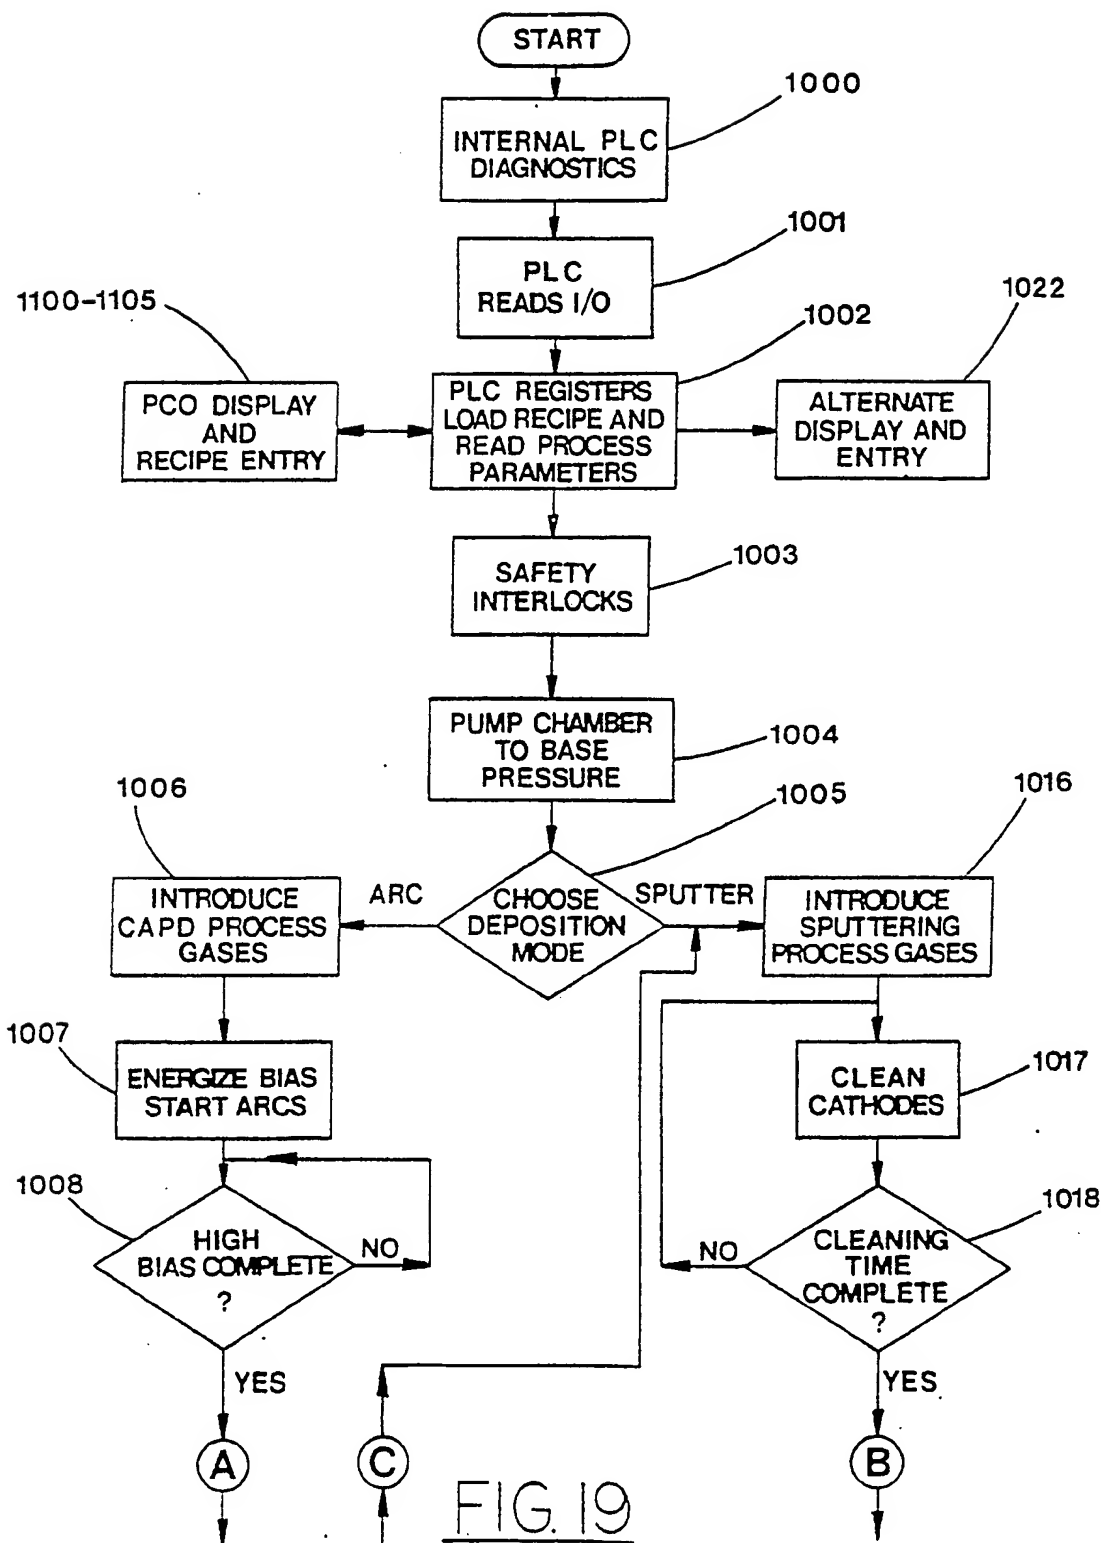 START
1000
INTERNAL PLC
DIAGNOSTICS
1001
PLC
READS I/O
1100-1105
1002
1022
PCO DISPLAY
AND
RECIPE ENTRY
PLC REGISTERS
LOAD RECIPE AND
READ PROCESS
PARAMETERS
ALTERNATE
DISPLAY AND
ENTRY
1003
SAFETY
INTERLOCKS
PUMP CHAMBER
TO BASE
PRESSURE
1004
1006
1005
1016
INTRODUCE
CAPD PROCESS
GASES
ARC
CHOOSE
DEPOSITION
MODE
SPUTTER
INTRODUCE
SPUTTERING
PROCESS GASES
1007
ENERGIZE BIAS
START ARCS
CLEAN
CATHODES
1017
1008
HIGH
BIAS COMPLETE
?
NO
1018
CLEANING
TIME
COMPLETE
?
NO
YES
YES
A
C
B
FIG. 19